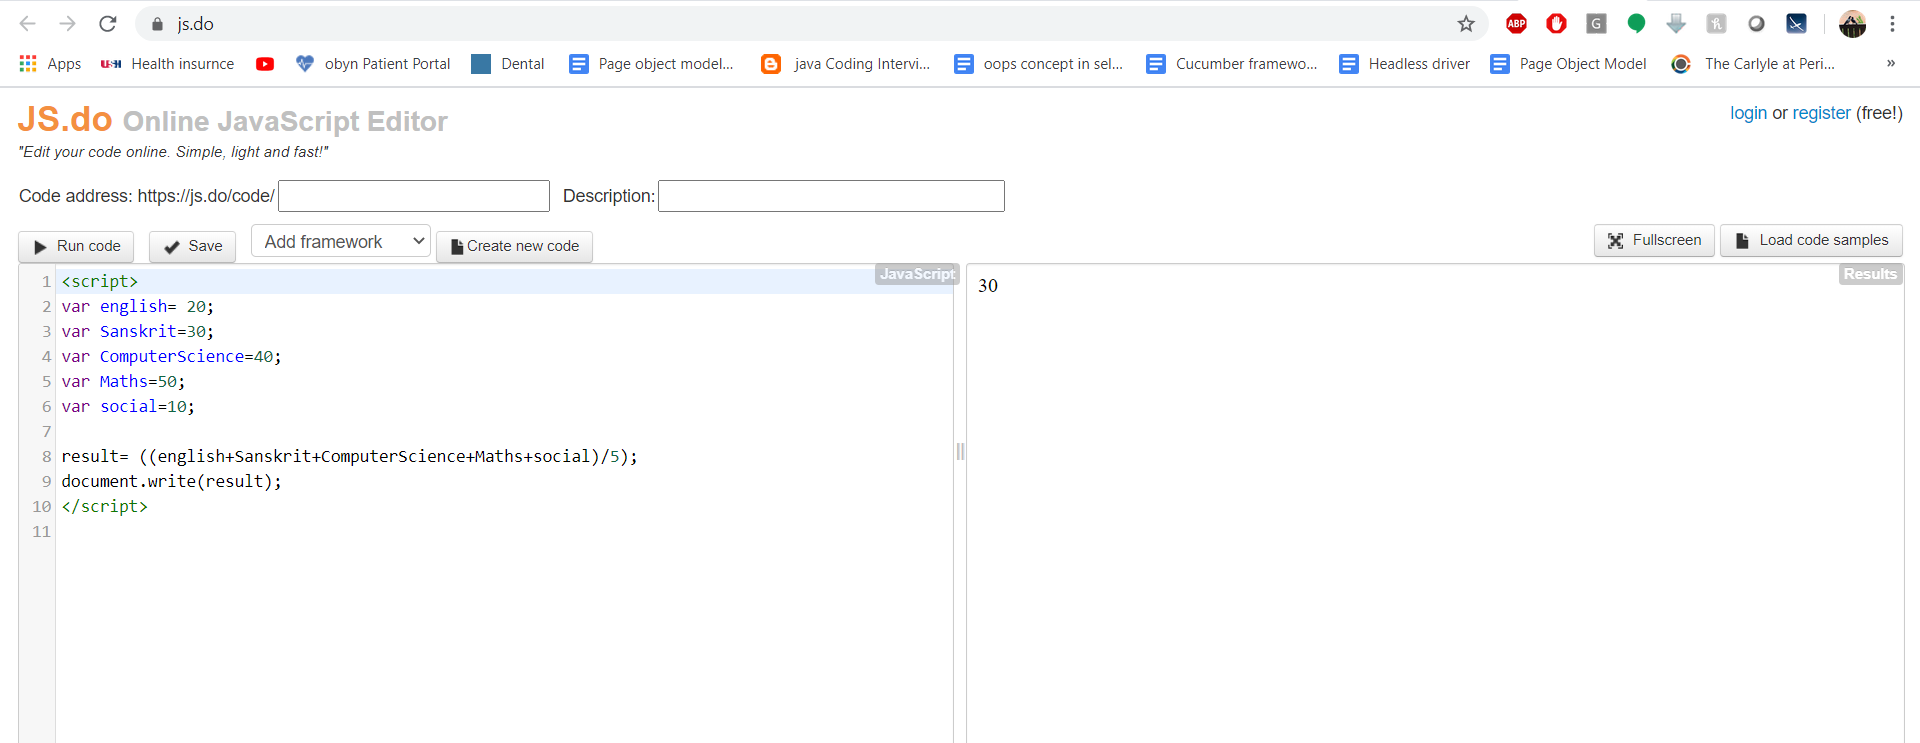 js.do
ABP
Apps USH Health insurnce obyn Patient Portal Dental Page object model... java Coding Intervi... oops concept in sel... Cucumber framewo... Headless driver Page Object Model The Carlyle at Peri... »
JS.do Online JavaScript Editor
login or register (free!)
"Edit your code online. Simple, light and fast!"
Code address: https://js.do/code/ Description:
Run code Save Add framework Create new code Fullscreen Load code samples
JavaScript
Results
1 <script>
2 var english= 20;
3 var Sanskrit=30;
4 var ComputerScience=40;
5 var Maths=50;
6 var social=10;
7
8 result= ((english+Sanskrit+ComputerScience+Maths+social)/5);
9 document.write(result);
10 </script>
11
30